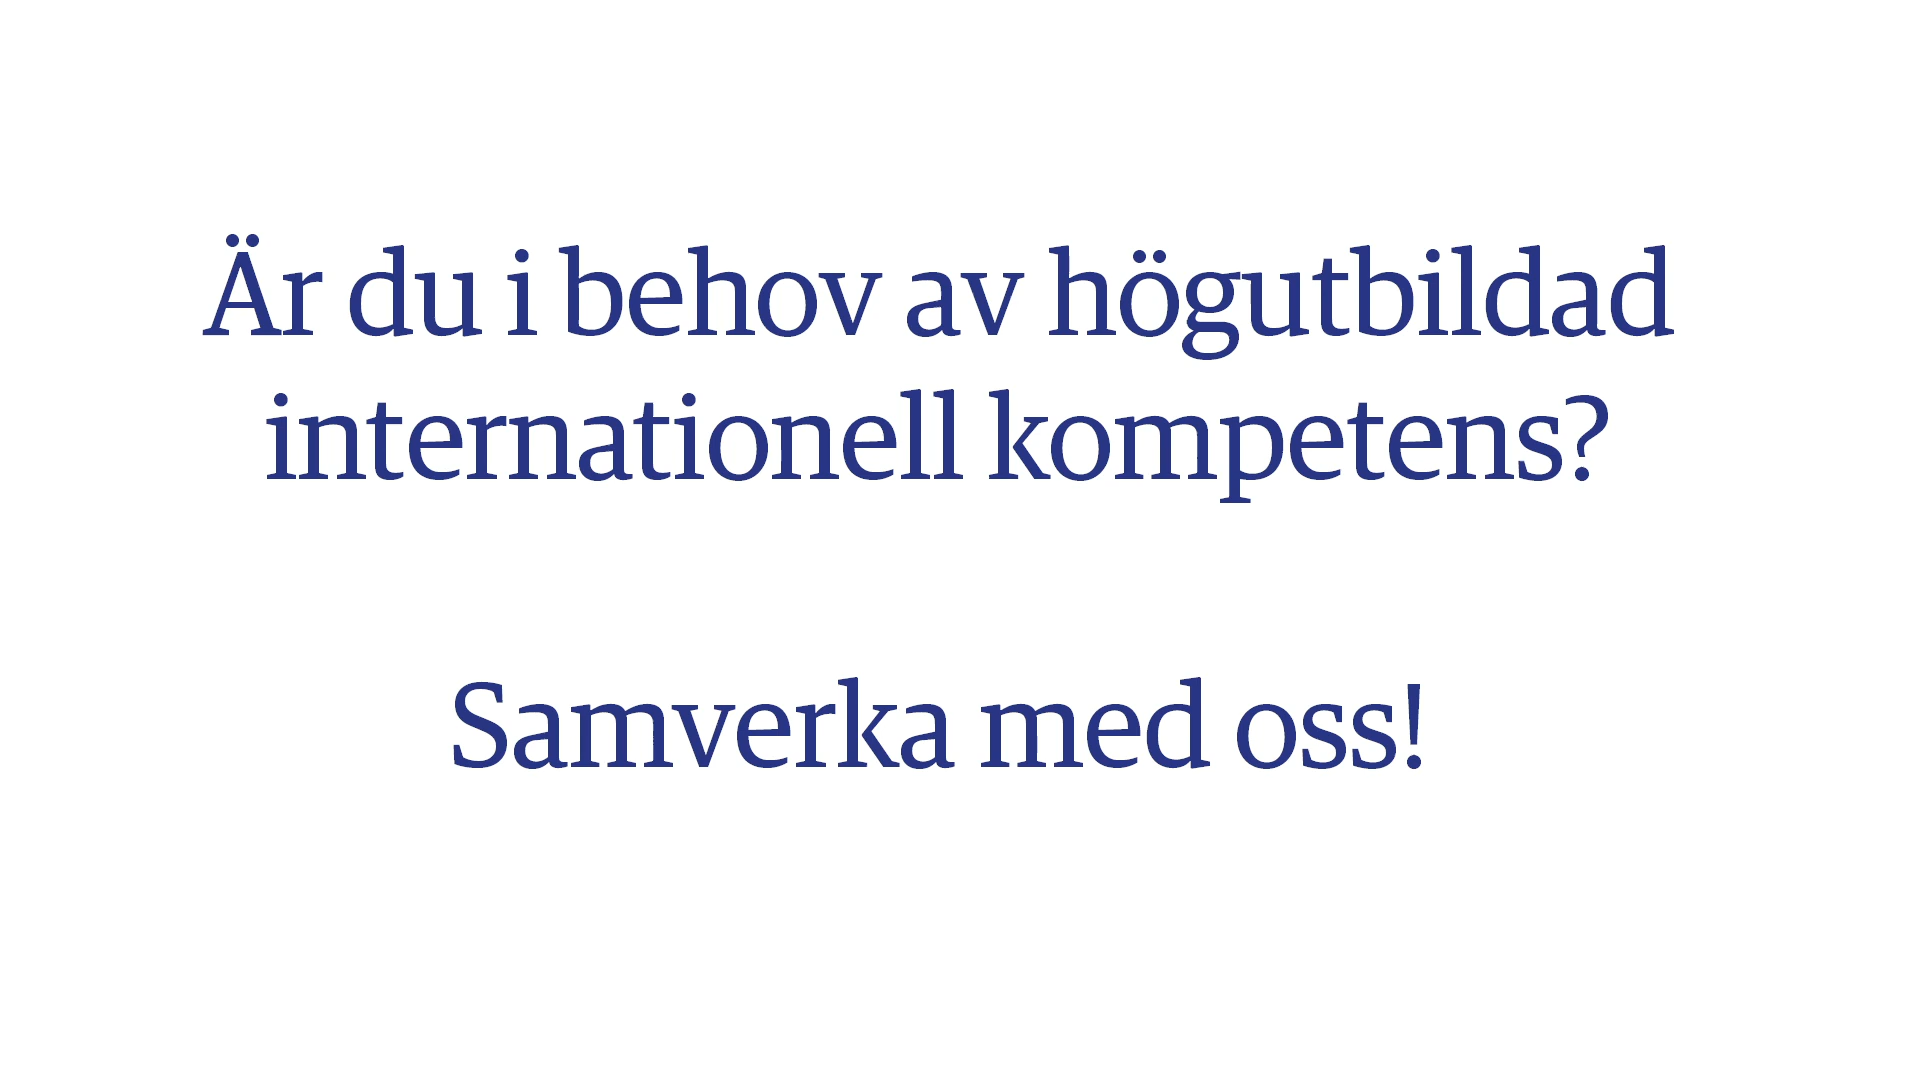 Är du i behov av högutbildad
internationell kompetens?
Samverka med oss!